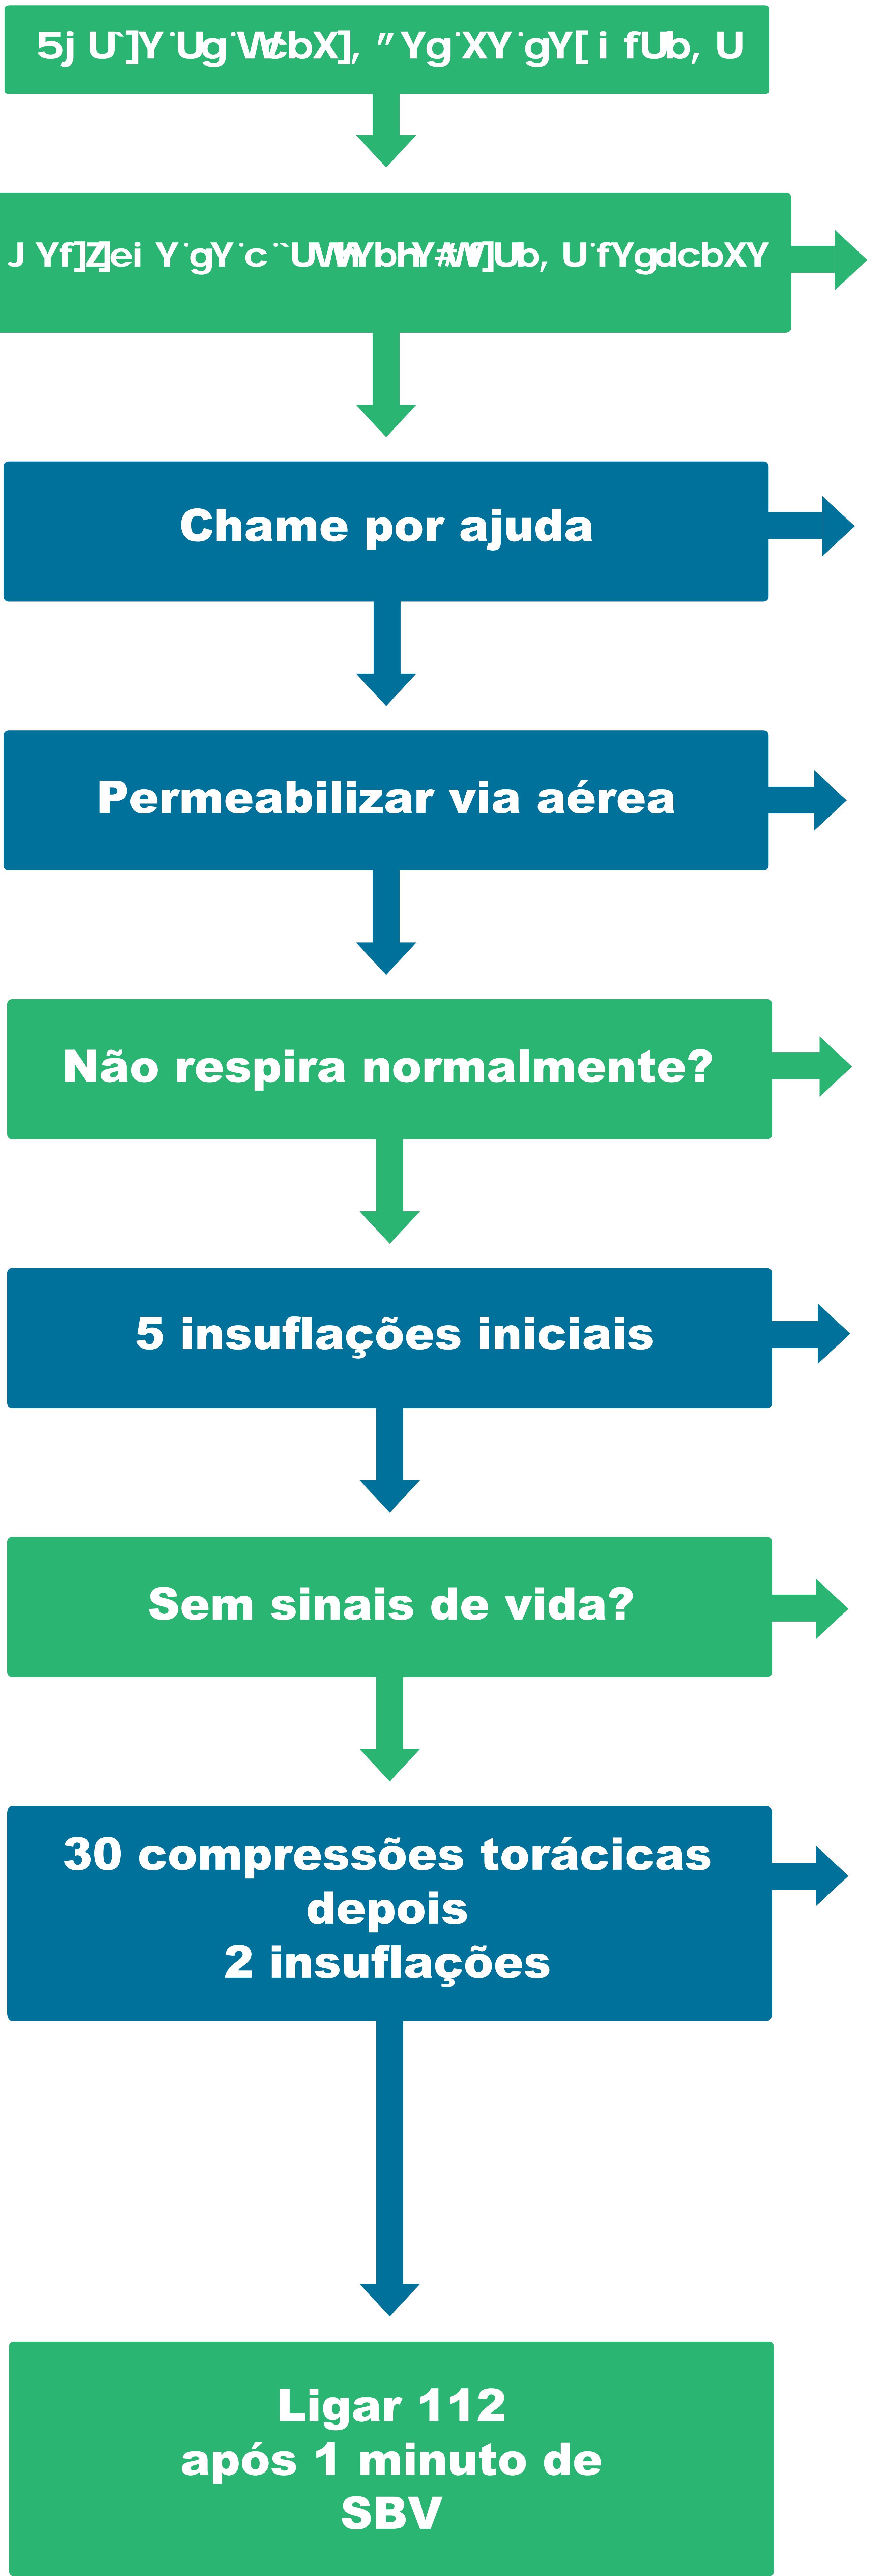 Chame por ajuda
Permeabilizar via aérea
Não respira normalmente?
5 insuflações iniciais
Sem sinais de vida?
30 compressões torácicas
depois
2 insuflações
Ligar 112
após 1 minuto de
SBV